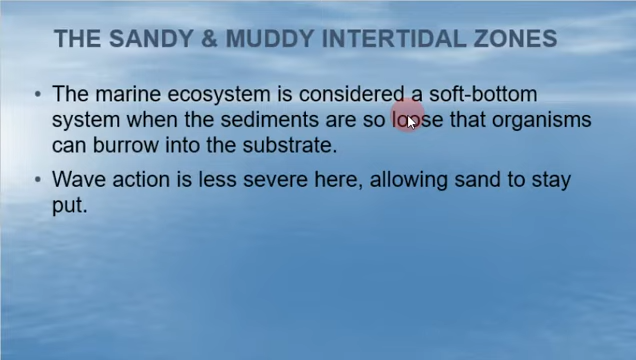 THE SANDY & MUDDY INTERTIDAL ZONES
• The marine ecosystem is considered a soft-bottom
system when the sediments are so loose that organisms
can burrow into the substrate.
• Wave action is less severe here, allowing sand to stay
put.